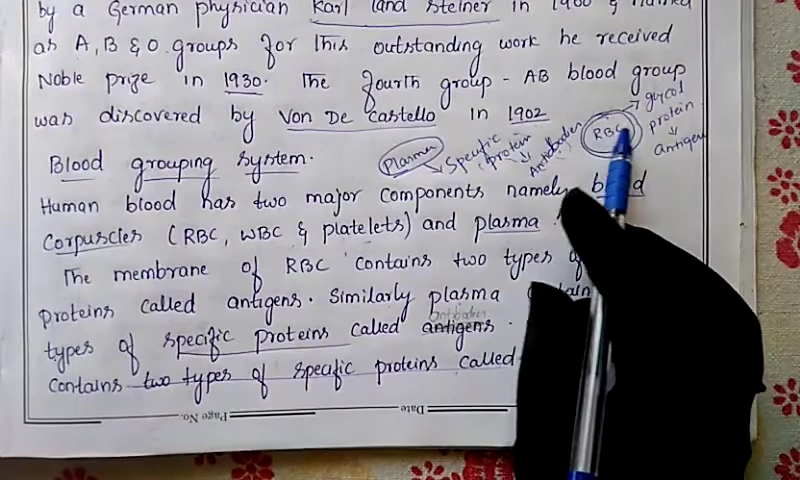 by a German physician Karl land steiner in 1900 & named
as A, B & O groups for this outstanding work he received
Noble prize in 1930. The fourth group - AB blood group
was discovered by Von De Castello in 1902
Plasma → Specific protein ↓ Antibodies
RBC → glycol protein ↓ antigen
Blood grouping system.
Human blood has two major components namely
Corpuscles (RBC, WBC & platelets) and plasma
The membrane of RBC contains two types of
proteins called antigens. Similarly plasma
Antibodies
types of specific proteins called antigens.
contains two types of specific proteins called
Page No.
Date